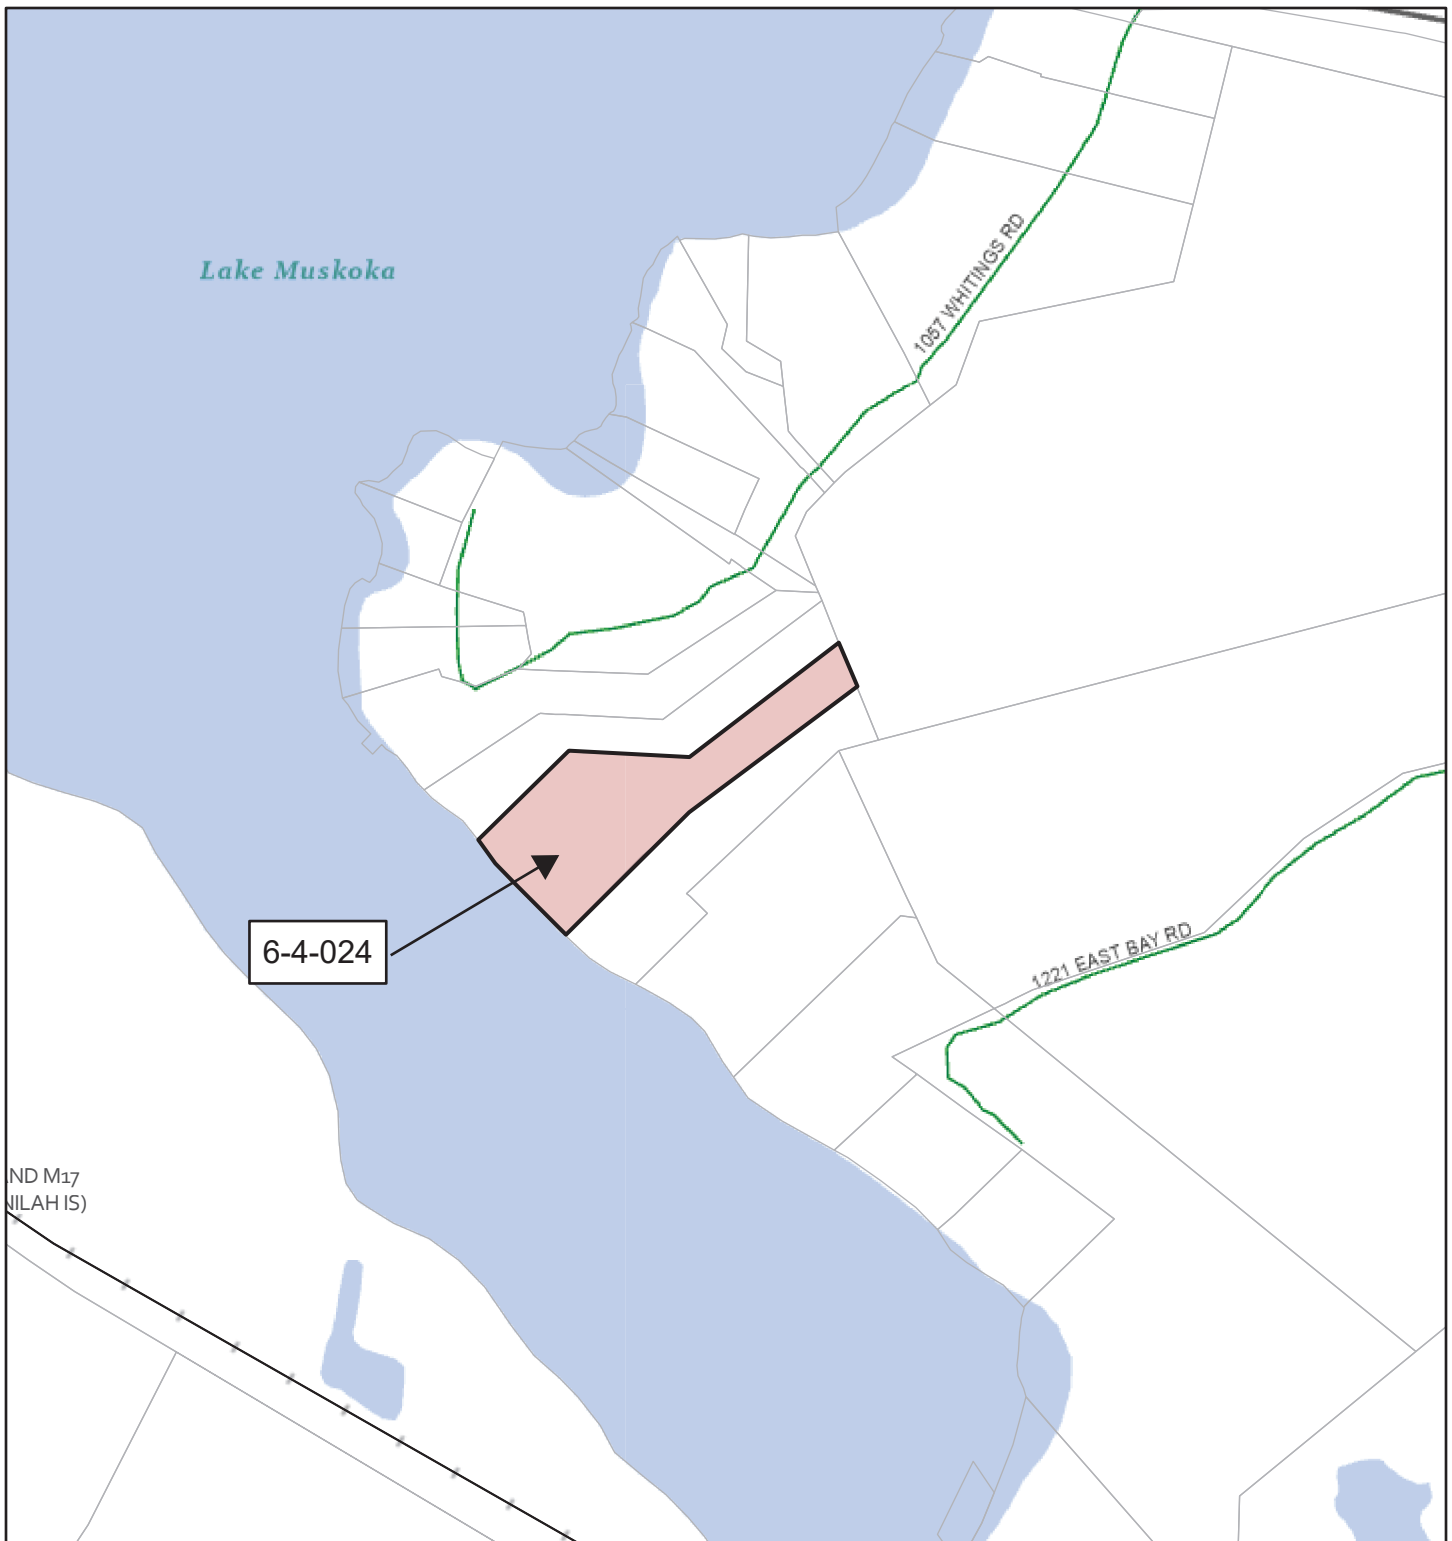 1057 WHITINGS RD
Lake Muskoka
6-4-024
1221 EAST BAY RD
ND M17
NILAH IS)